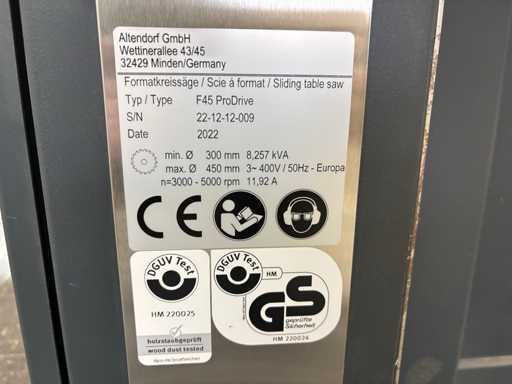 Altendorf GmbH
Wettinerallee 43/45
32429 Minden/Germany
Formatkreissäge / Scie à format / Sliding table saw
Typ / Type F45 ProDrive
S/N 22-12-12-009
Date 2022
min. Ø 300 mm 8,257 kVA
max. Ø 450 mm 3~ 400V / 50Hz - Europa
n=3000 - 5000 rpm 11,92 A
CE
DGUV Test
HM 220025
holzstaubgeprüft
wood dust tested
DGUV Test
HM
GS
geprüfte
Sicherheit
HM 220024